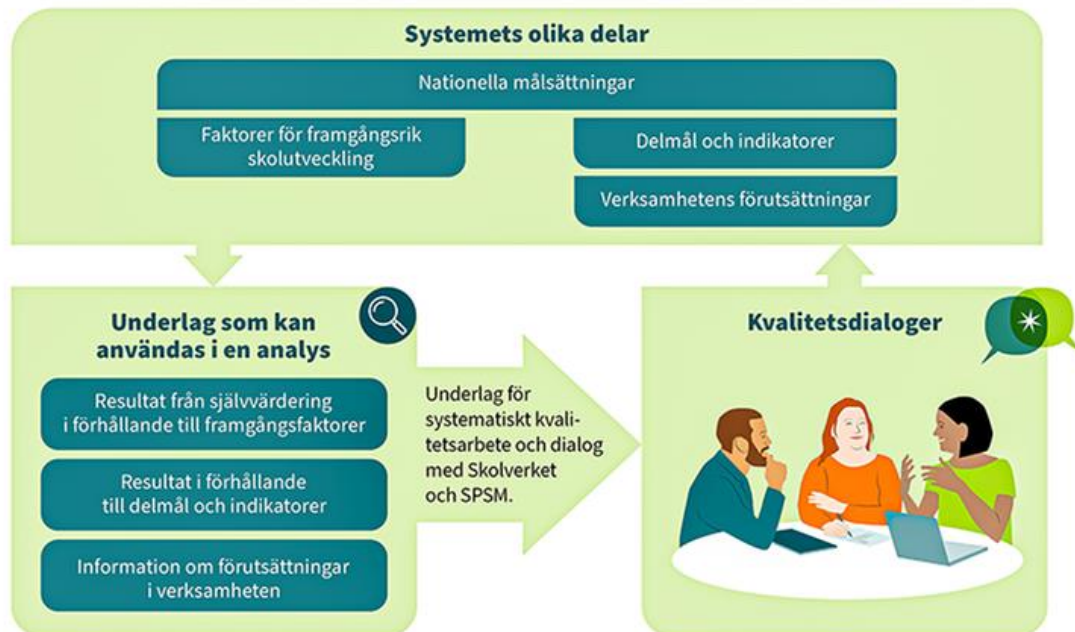 Systemets olika delar
Nationella målsättningar
Faktorer för framgångsrik
skolutveckling
Delmål och indikatorer
Verksamhetens förutsättningar
Underlag som kan
användas i en analys
Resultat från självvärdering
i förhållande till framgångsfaktorer
Resultat i förhållande
till delmål och indikatorer
Information om förutsättningar
i verksamheten
Underlag för
systematiskt kvali-
tetsarbete och dialog
med Skolverket
och SPSM.
Kvalitetsdialoger